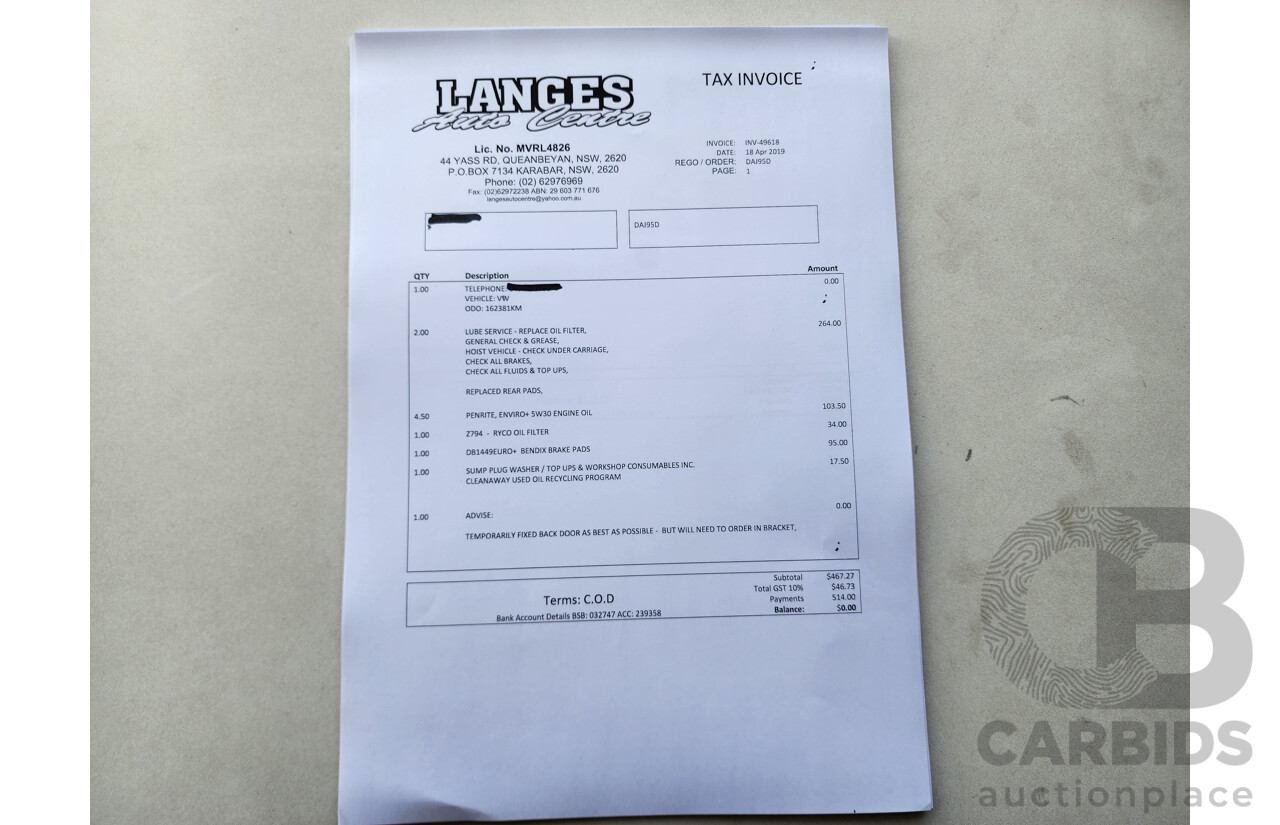 LANGES
Auto Centre
TAX INVOICE
Lic. No. MVRL4826
44 YASS RD, QUEANBEYAN, NSW, 2620
P.O.BOX 7134 KARABAR, NSW, 2620
Phone: (02) 62976969
Fax: (02)62972238 ABN: 29 603 771 676
langesautocentre@yahoo.com.au
INVOICE: INV-49618
DATE: 18 Apr 2019
REGO / ORDER: DAJ95D
PAGE: 1
DAJ95D
QTY Description Amount
1.00 TELEPHONE: 0.00
VEHICLE: VW
ODO: 162381KM
2.00 LUBE SERVICE - REPLACE OIL FILTER, 264.00
GENERAL CHECK & GREASE,
HOIST VEHICLE - CHECK UNDER CARRIAGE,
CHECK ALL BRAKES,
CHECK ALL FLUIDS & TOP UPS,
REPLACED REAR PADS,
4.50 PENRITE, ENVIRO+ 5W30 ENGINE OIL 103.50
1.00 Z794 - RYCO OIL FILTER 34.00
1.00 DB1449EURO+ BENDIX BRAKE PADS 95.00
1.00 SUMP PLUG WASHER / TOP UPS & WORKSHOP CONSUMABLES INC. 17.50
CLEANAWAY USED OIL RECYCLING PROGRAM
1.00 ADVISE: 0.00
TEMPORARILY FIXED BACK DOOR AS BEST AS POSSIBLE - BUT WILL NEED TO ORDER IN BRACKET,
Terms: C.O.D
Bank Account Details BSB: 032747 ACC: 239358
Subtotal $467.27
Total GST 10% $46.73
Payments 514.00
Balance: $0.00
CB
CARBIDS
auctionplace